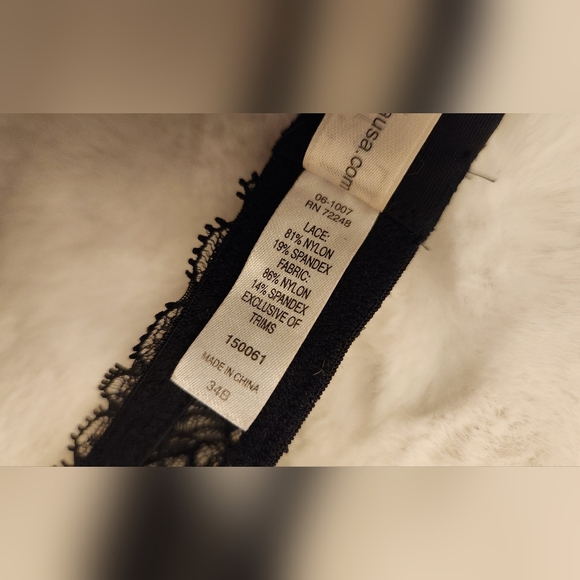 usa.com
06-1007
RN 72248
LACE:
81% NYLON
19% SPANDEX
FABRIC:
86% NYLON
14% SPANDEX
EXCLUSIVE OF
TRIMS
150061
MADE IN CHINA
34B